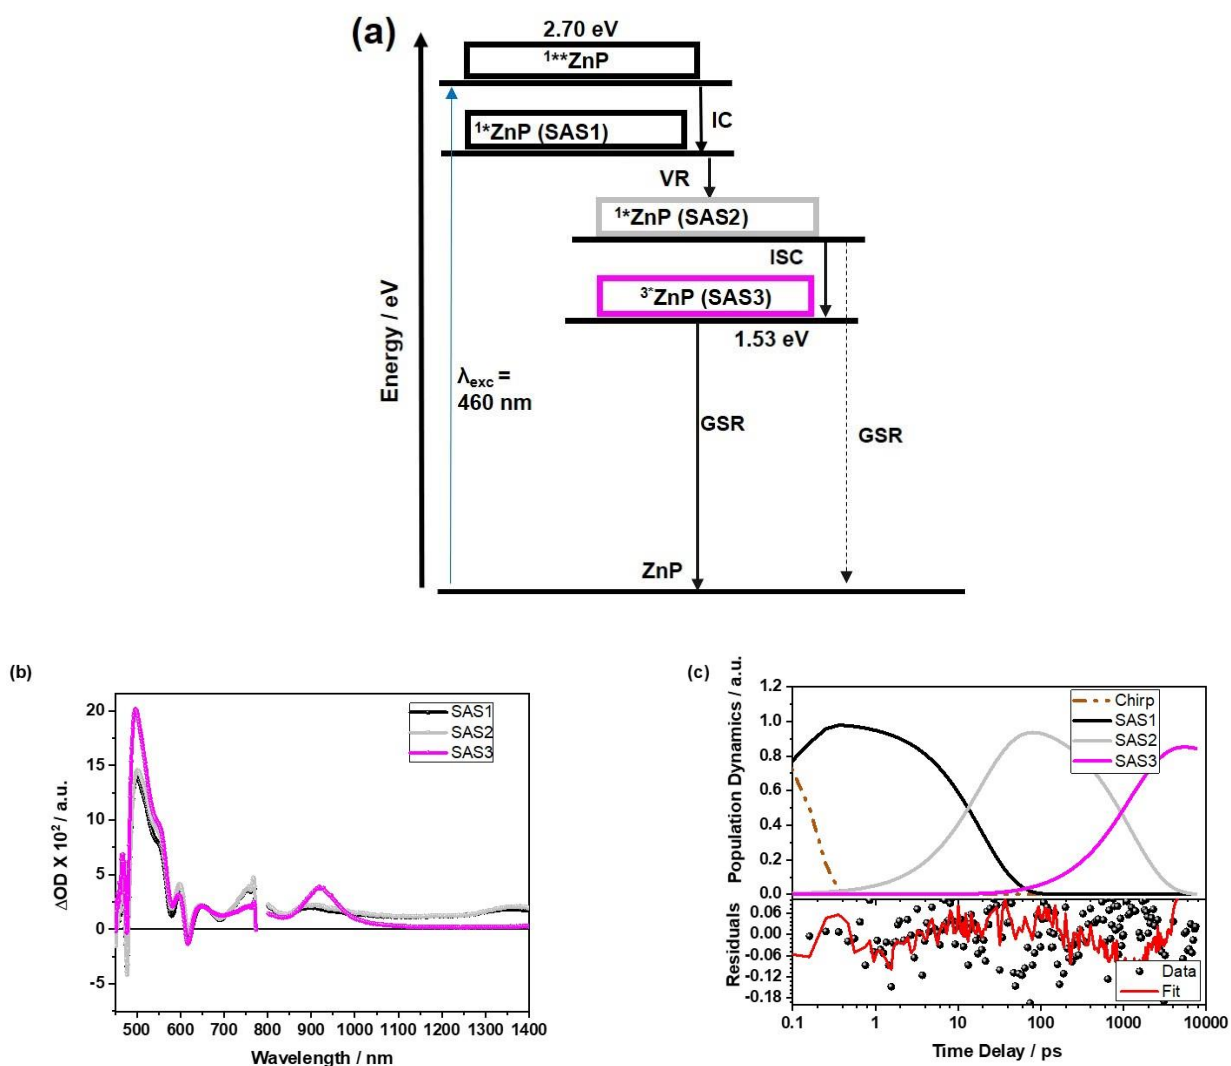 (a)
2.70 eV
¹**ZnP
IC
¹*ZnP (SAS1)
VR
¹*ZnP (SAS2)
ISC
³*ZnP (SAS3)
1.53 eV
Energy / eV
λexc =
460 nm
GSR
GSR
ZnP
(b)
20
15
10
5
0
-5
ΔOD X 10² / a.u.
SAS1
SAS2
SAS3
500 600 700 800 900 1000 1100 1200 1300 1400
Wavelength / nm
(c)
1.2
1.0
0.8
0.6
0.4
0.2
0.0
Population Dynamics / a.u.
Chirp
SAS1
SAS2
SAS3
0.06
0.00
-0.06
-0.12
-0.18
Residuals
Data
Fit
0.1 1 10 100 1000 10000
Time Delay / ps